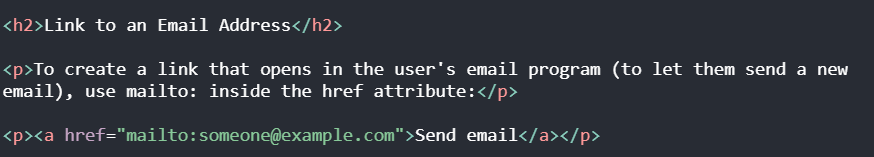 <h2>Link to an Email Address</h2>
<p>To create a link that opens in the user's email program (to let them send a new
email), use mailto: inside the href attribute:</p>
<p><a href="mailto:someone@example.com">Send email</a></p>